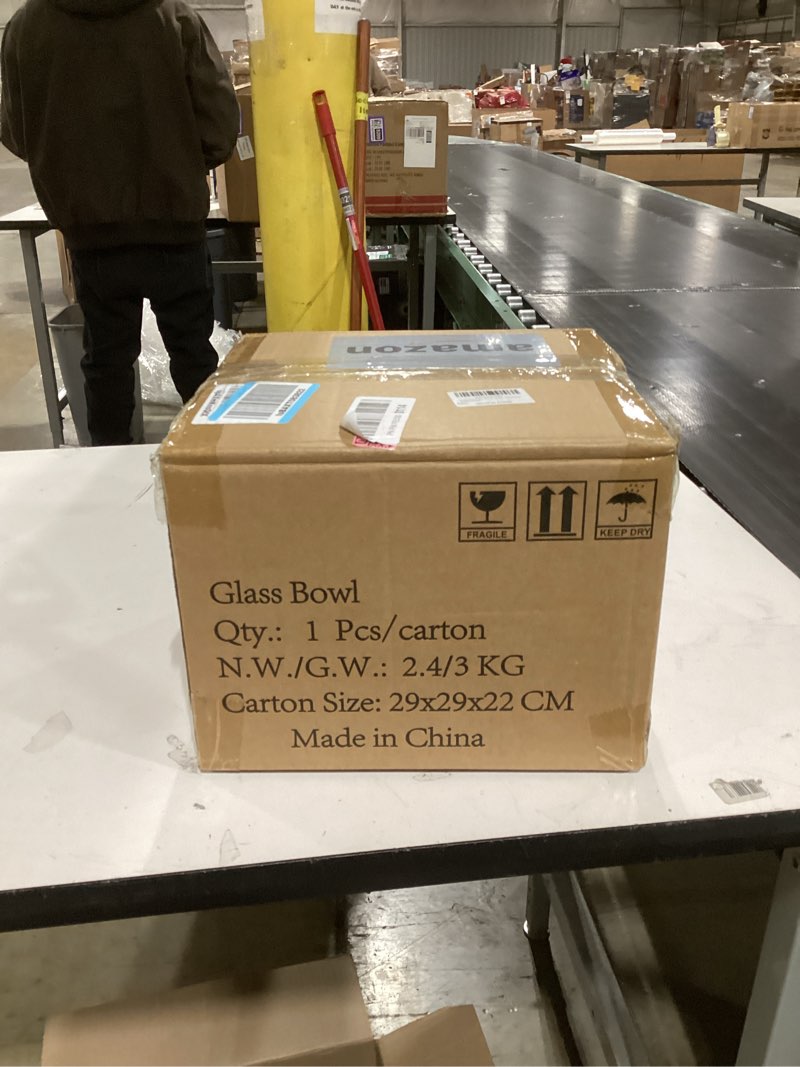 amazon
FRAGILE
KEEP DRY
Glass Bowl
Qty.: 1 Pcs/carton
N.W./G.W.: 2.4/3 KG
Carton Size: 29x29x22 CM
Made in China